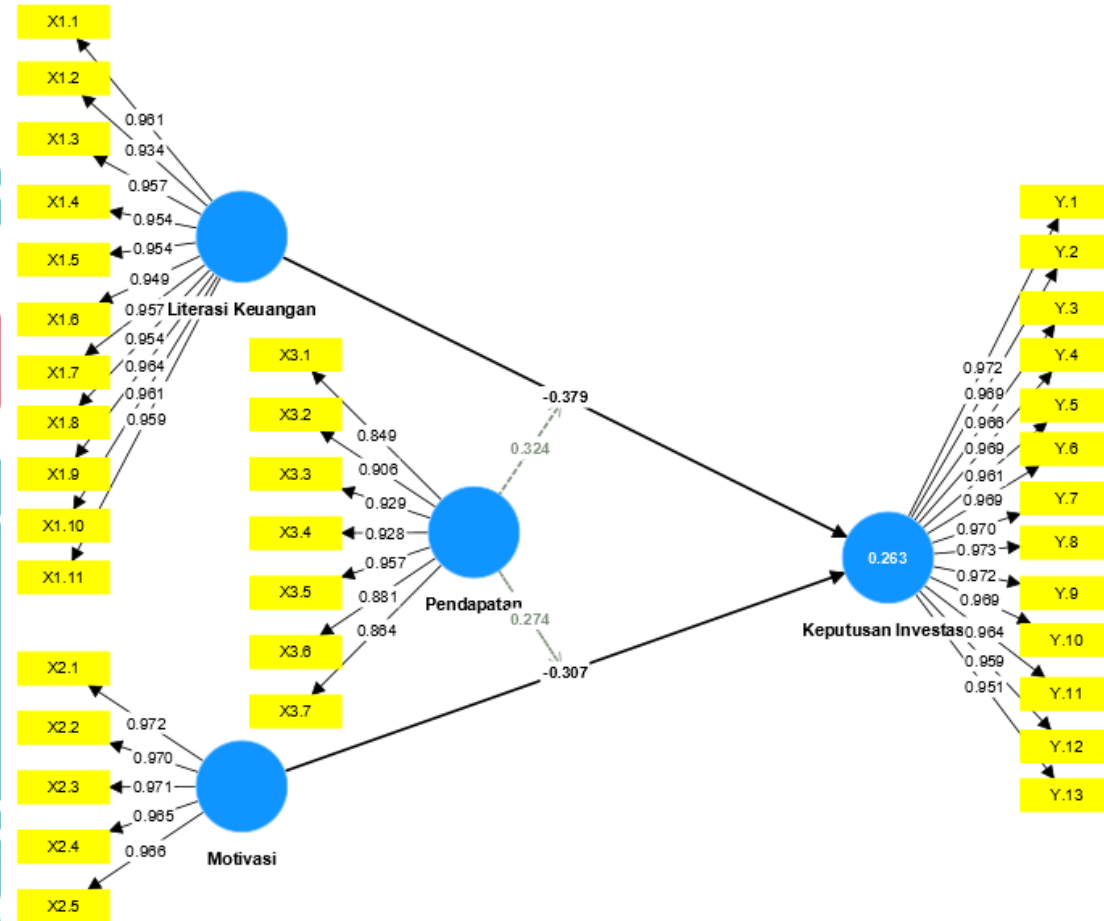 X1.1
X1.2
X1.3
X1.4
X1.5
X1.6
X1.7
X1.8
X1.9
X1.10
X1.11
0.961
0.934
0.957
0.954
0.954
0.949
0.957
0.954
0.964
0.961
0.959
Literasi Keuangan
X3.1
X3.2
X3.3
X3.4
X3.5
X3.6
X3.7
0.849
0.906
0.929
0.928
0.957
0.881
0.864
Pendapatan
-0.379
0.324
0.274
-0.307
X2.1
X2.2
X2.3
X2.4
X2.5
0.972
0.970
0.971
0.965
0.966
Motivasi
0.263
Keputusan Investas
0.972
0.969
0.966
0.969
0.961
0.969
0.970
0.973
0.972
0.969
0.964
0.959
0.951
Y.1
Y.2
Y.3
Y.4
Y.5
Y.6
Y.7
Y.8
Y.9
Y.10
Y.11
Y.12
Y.13